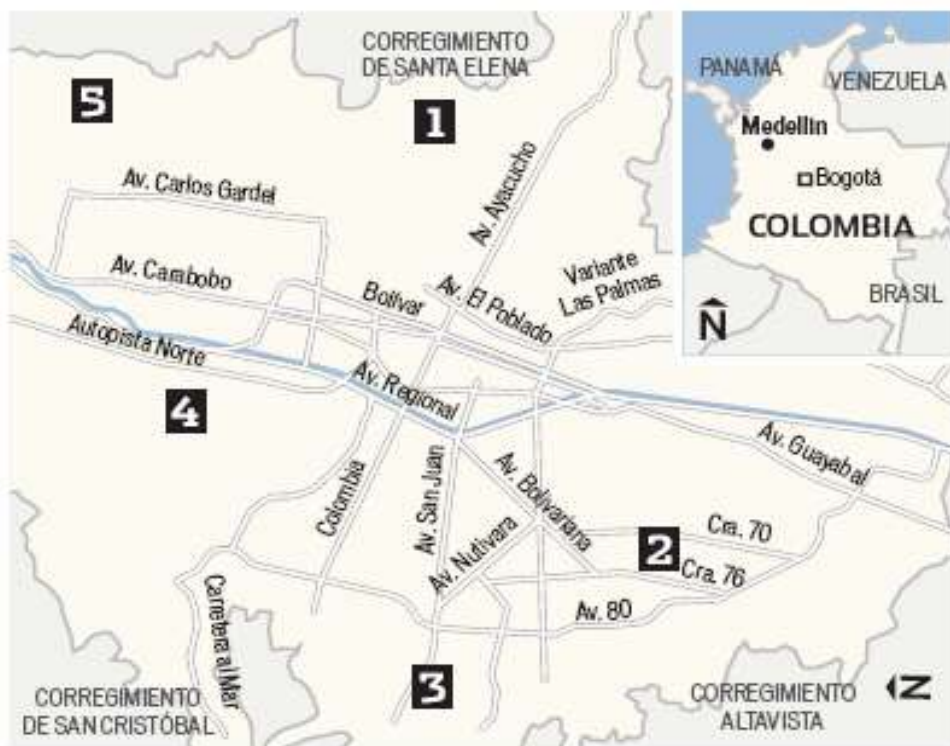 CORREGIMIENTO
DE SANTA ELENA
5
1
Av. Carlos Gardel
Av. Ayacucho
Av. Carabobo
Bolívar
Av. El Poblado
Variante
Las Palmas
Autopista Norte
Av. Regional
4
Colombia
Av. San Juan
Av. Bolivariana
Av. Guayabal
Av. Nutivara
2
Cra. 70
Cra. 76
Av. 80
Carretera al Mar
3
CORREGIMIENTO
DE SAN CRISTÓBAL
CORREGIMIENTO
ALTAVISTA
N
PANAMÁ
VENEZUELA
Medellín
Bogotá
COLOMBIA
BRASIL
N